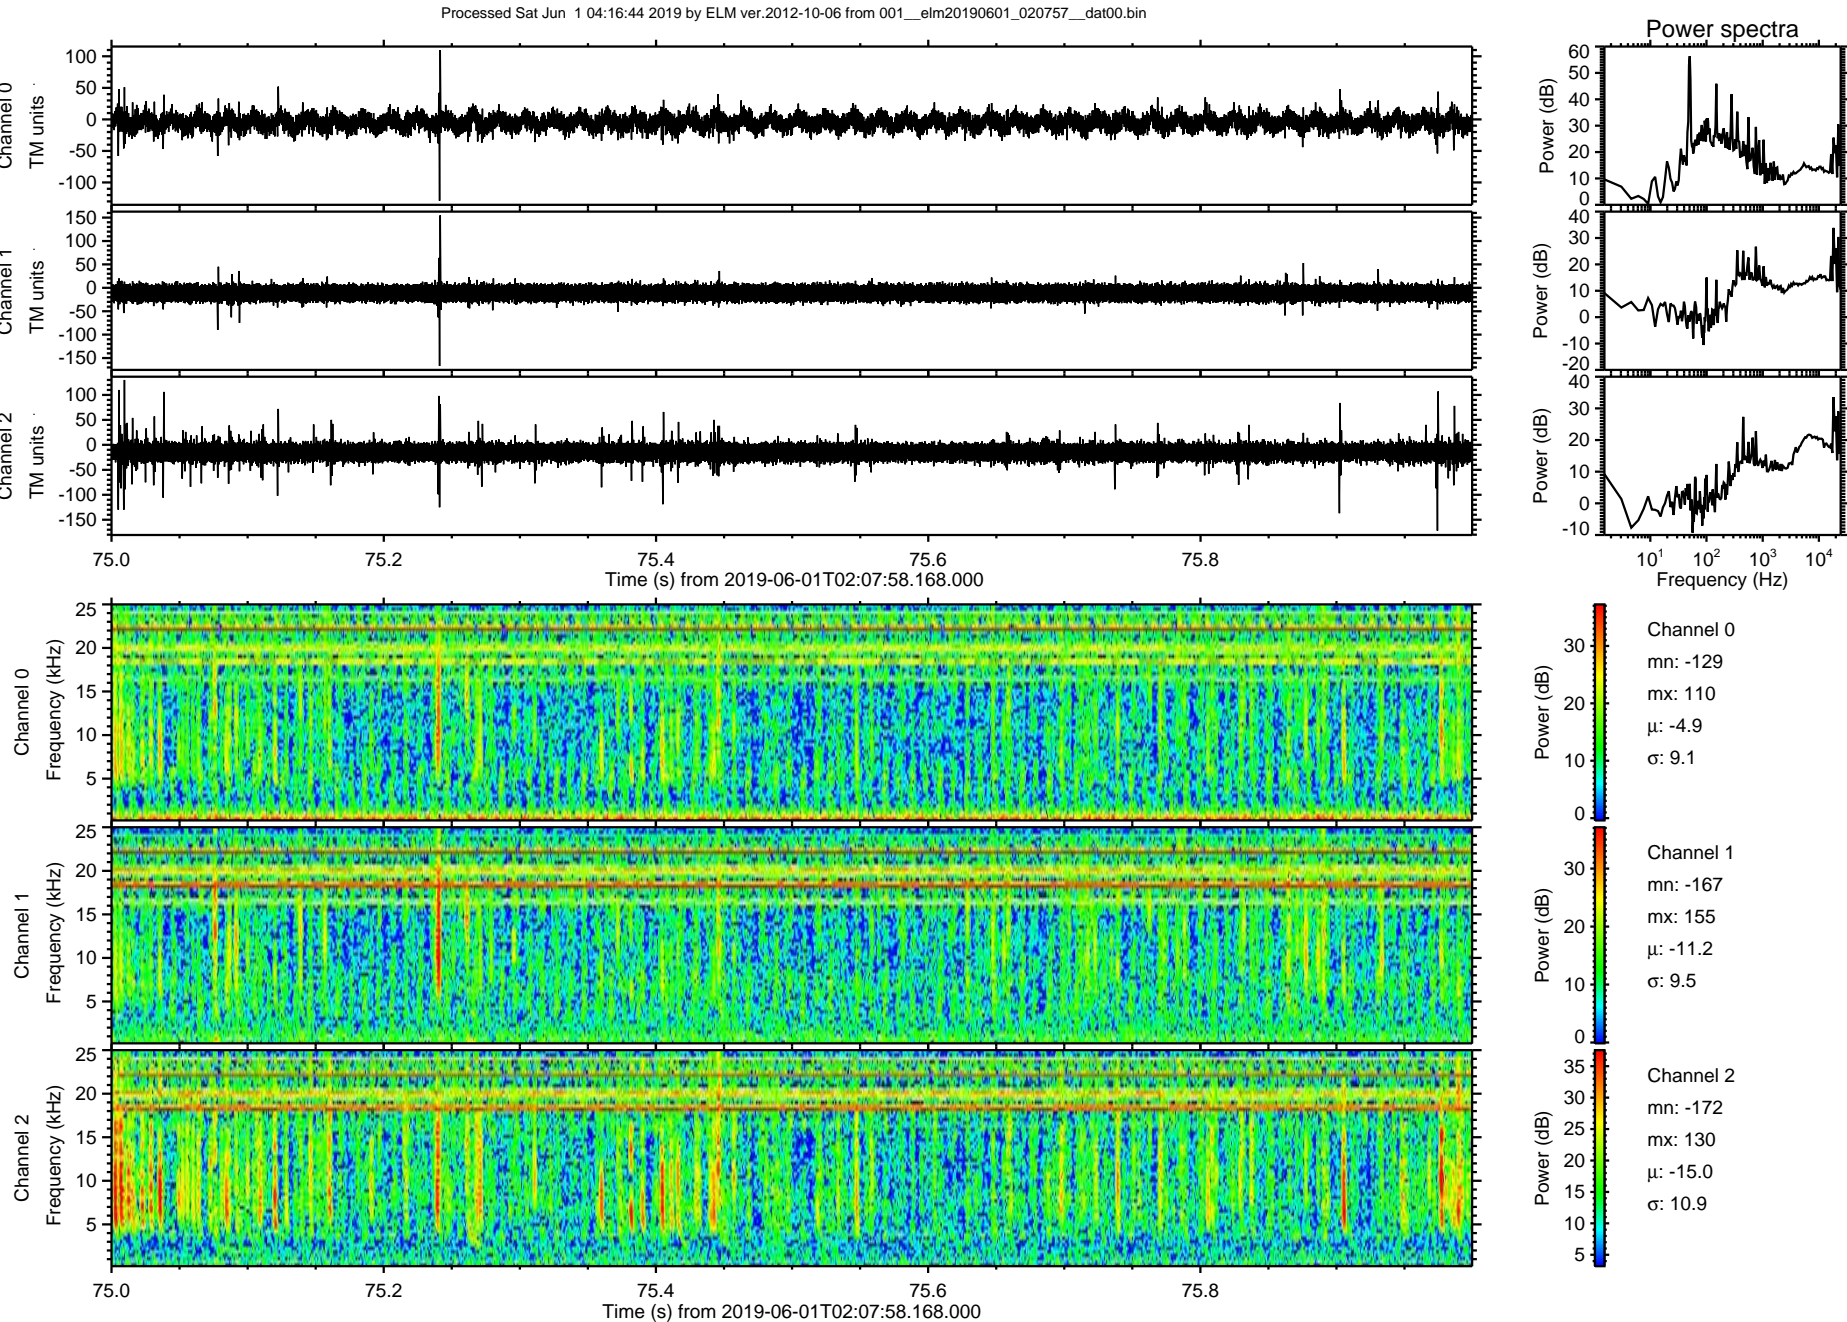 Processed Sat Jun  1 04:16:44 2019 by ELM ver.2012-10-06 from 001__elm20190601_020757__dat00.bin
Power spectra
Channel 0
TM units
100
50
0
-50
-100
Power (dB)
60
50
40
30
20
10
0
Channel 1
TM units
150
100
50
0
-50
-100
-150
Power (dB)
40
30
20
10
0
-10
-20
Channel 2
TM units
100
50
0
-50
-100
-150
Power (dB)
40
30
20
10
0
-10
75.0 75.2 75.4 75.6 75.8
Time (s) from 2019-06-01T02:07:58.168.000
10¹ 10² 10³ 10⁴
Frequency (Hz)
Channel 0
Frequency (kHz)
25
20
15
10
5
Power (dB)
30
20
10
0
Channel 0
mn: -129
mx: 110
μ: -4.9
σ: 9.1
Channel 1
Frequency (kHz)
25
20
15
10
5
Power (dB)
30
20
10
0
Channel 1
mn: -167
mx: 155
μ: -11.2
σ: 9.5
Channel 2
Frequency (kHz)
25
20
15
10
5
Power (dB)
35
30
25
20
15
10
5
Channel 2
mn: -172
mx: 130
μ: -15.0
σ: 10.9
75.0 75.2 75.4 75.6 75.8
Time (s) from 2019-06-01T02:07:58.168.000